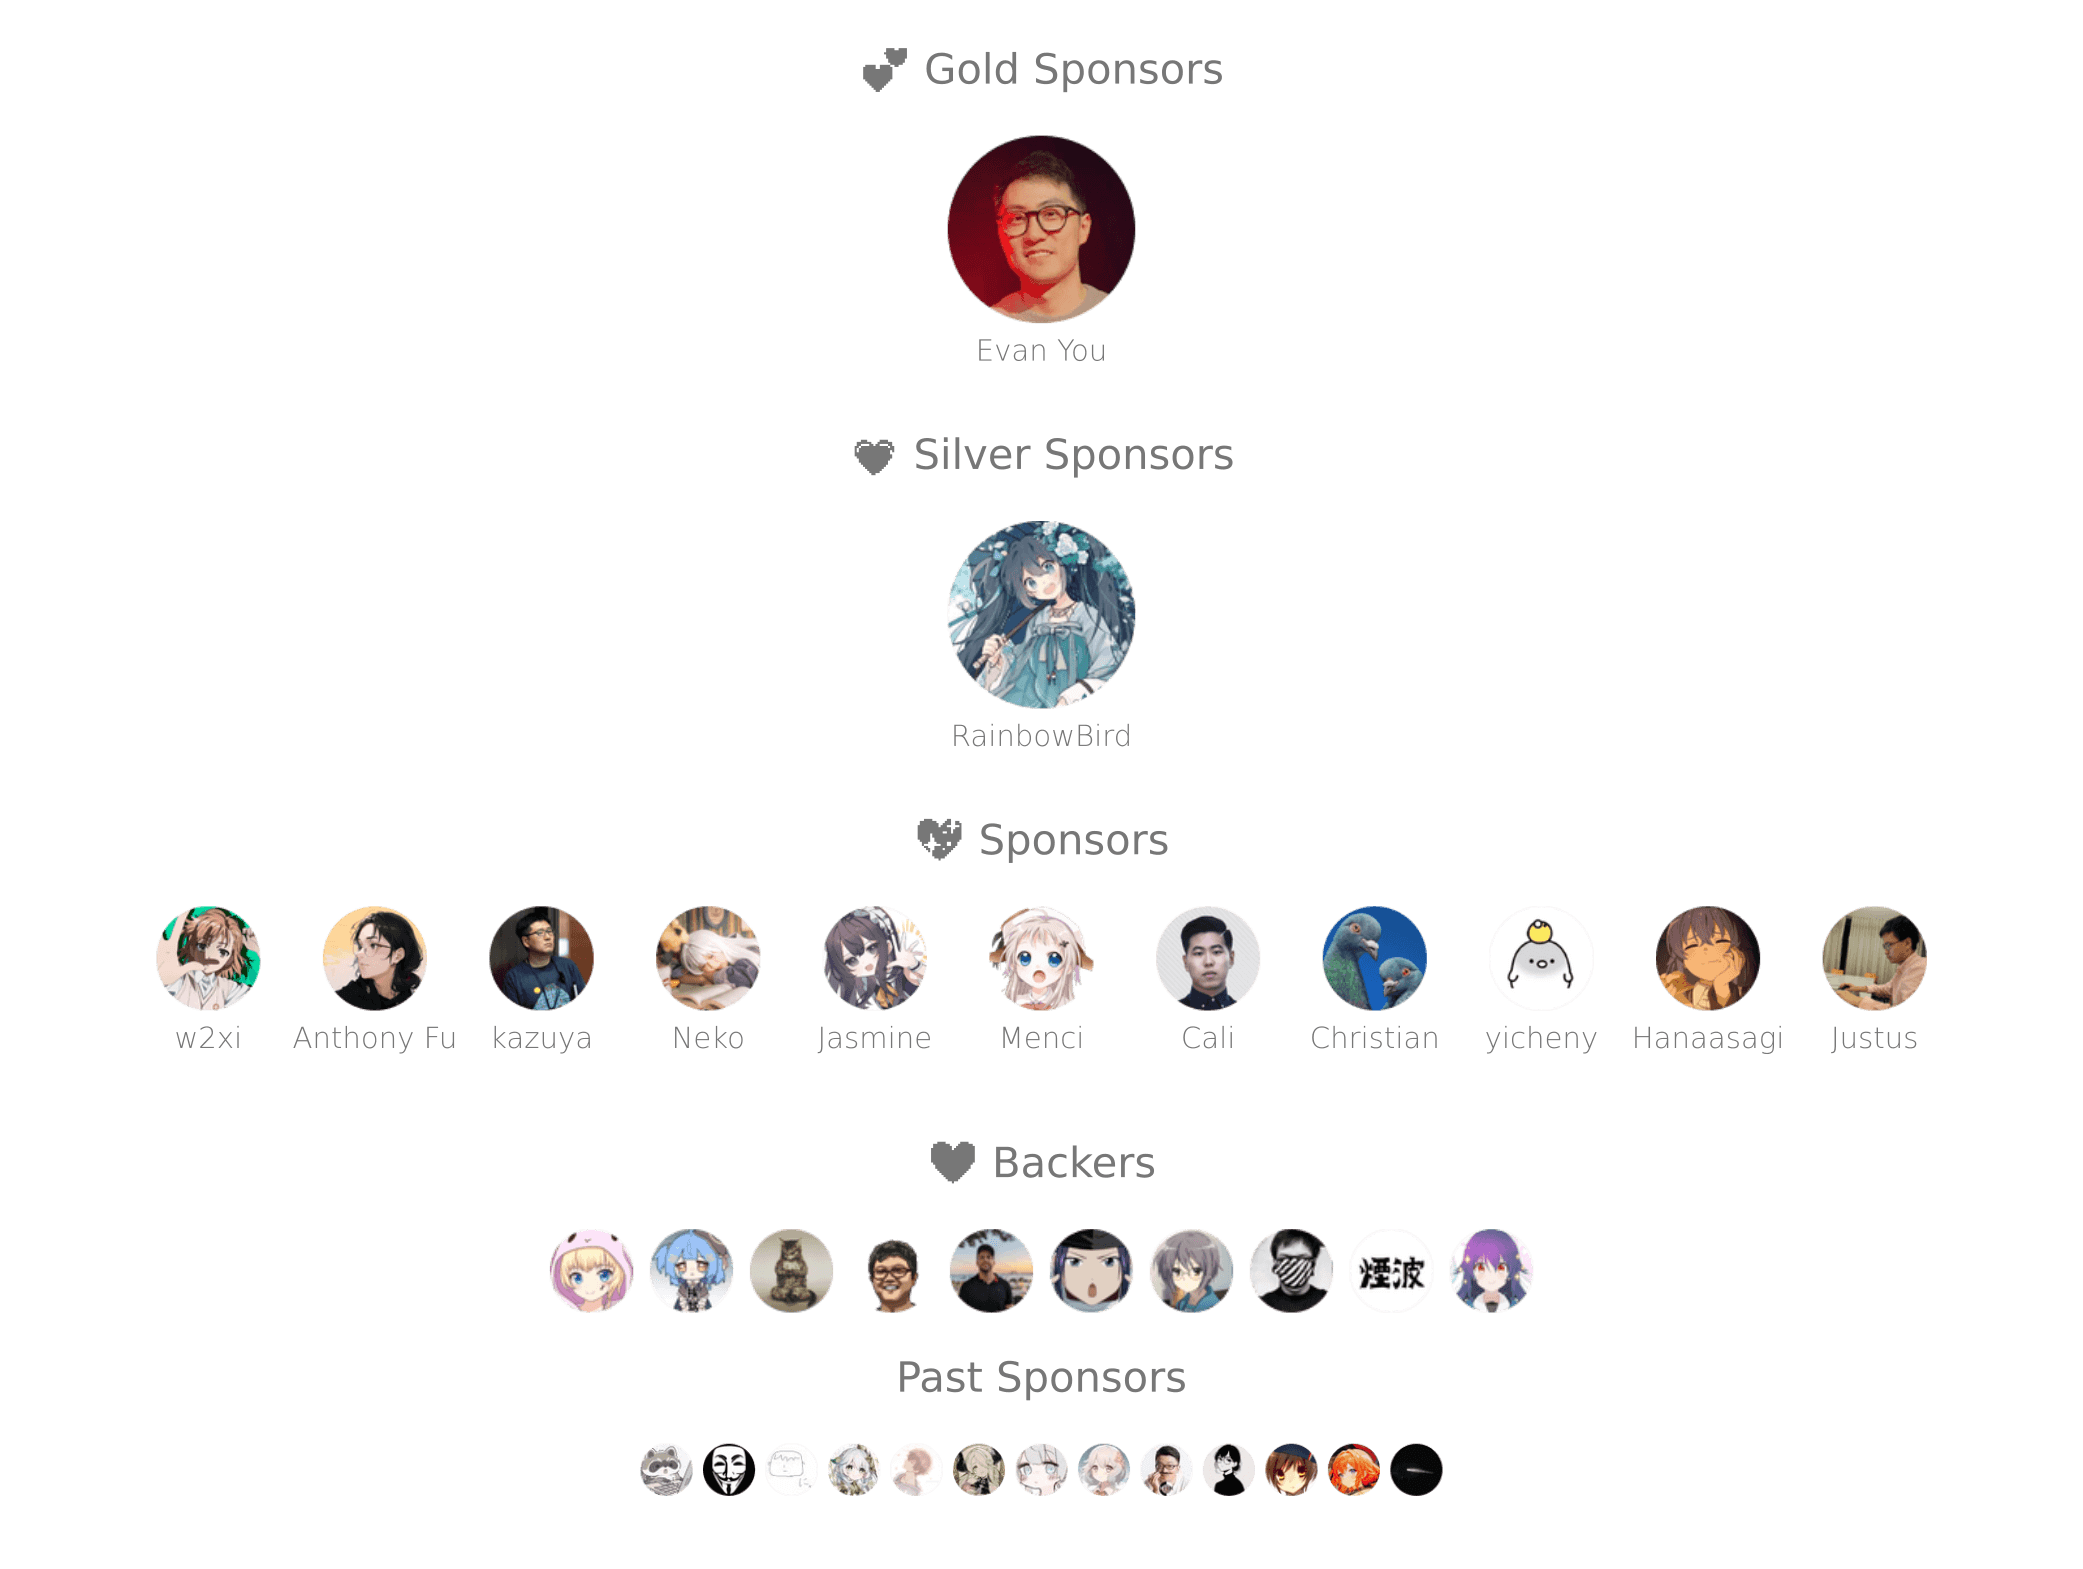 Gold Sponsors
Evan You
Silver Sponsors
RainbowBird
Sponsors
w2xi Anthony Fu kazuya Neko Jasmine Menci Cali Christian yicheny Hanaasagi Justus
Backers
煙波
Past Sponsors